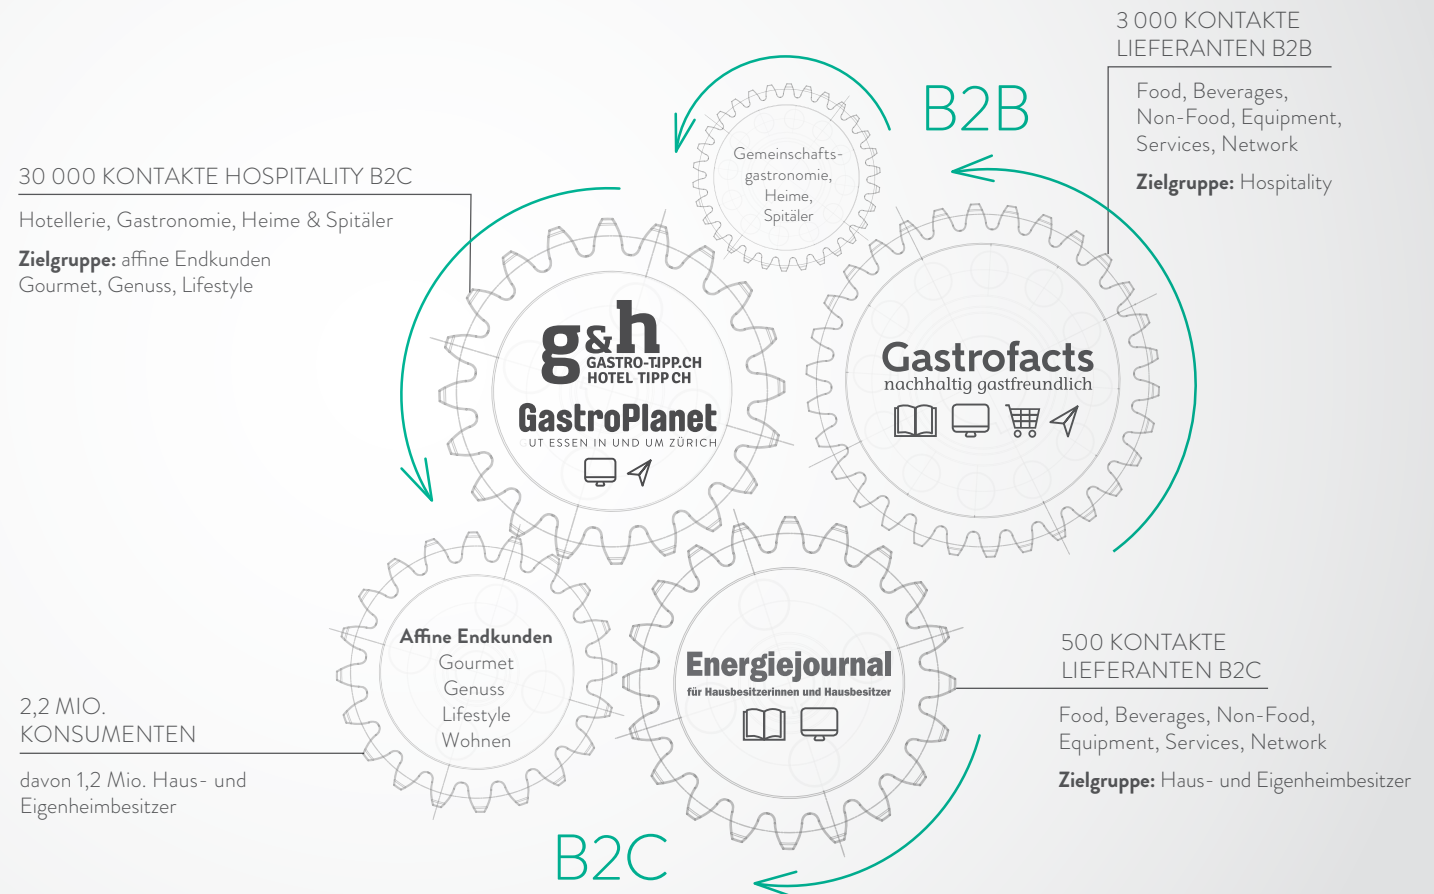 3 000 KONTAKTE
LIEFERANTEN B2B
Food, Beverages,
Non-Food, Equipment,
Services, Network
Zielgruppe: Hospitality
B2B
Gemeinschafts-
gastronomie,
Heime,
Spitäler
30 000 KONTAKTE HOSPITALITY B2C
Hotellerie, Gastronomie, Heime & Spitäler
Zielgruppe: affine Endkunden
Gourmet, Genuss, Lifestyle
g&h
GASTRO-TIPP.CH
HOTEL TIPP CH
GastroPlanet
GUT ESSEN IN UND UM ZÜRICH
Gastrofacts
nachhaltig gastfreundlich
Affine Endkunden
Gourmet
Genuss
Lifestyle
Wohnen
Energiejournal
für Hausbesitzerinnen und Hausbesitzer
500 KONTAKTE
LIEFERANTEN B2C
Food, Beverages, Non-Food,
Equipment, Services, Network
Zielgruppe: Haus- und Eigenheimbesitzer
2,2 MIO.
KONSUMENTEN
davon 1,2 Mio. Haus- und
Eigenheimbesitzer
B2C